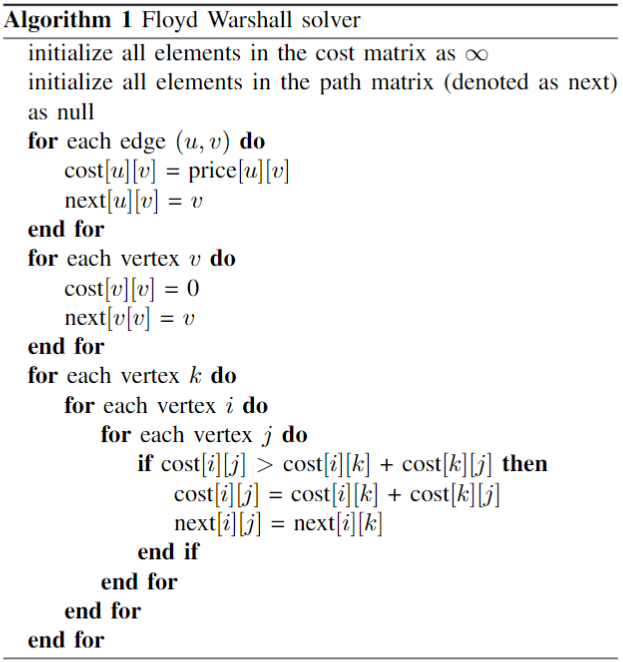 Algorithm 1 Floyd Warshall solver
initialize all elements in the cost matrix as ∞
initialize all elements in the path matrix (denoted as next)
as null
for each edge (u, v) do
cost[u][v] = price[u][v]
next[u][v] = v
end for
for each vertex v do
cost[v][v] = 0
next[v[v] = v
end for
for each vertex k do
for each vertex i do
for each vertex j do
if cost[i][j] > cost[i][k] + cost[k][j] then
cost[i][j] = cost[i][k] + cost[k][j]
next[i][j] = next[i][k]
end if
end for
end for
end for